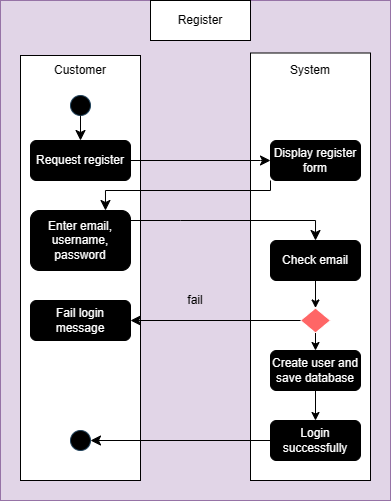 Register
Customer
System
Request register
Display register
form
Enter email,
username,
password
Check email
fail
Fail login
message
Create user and
save database
Login
successfully